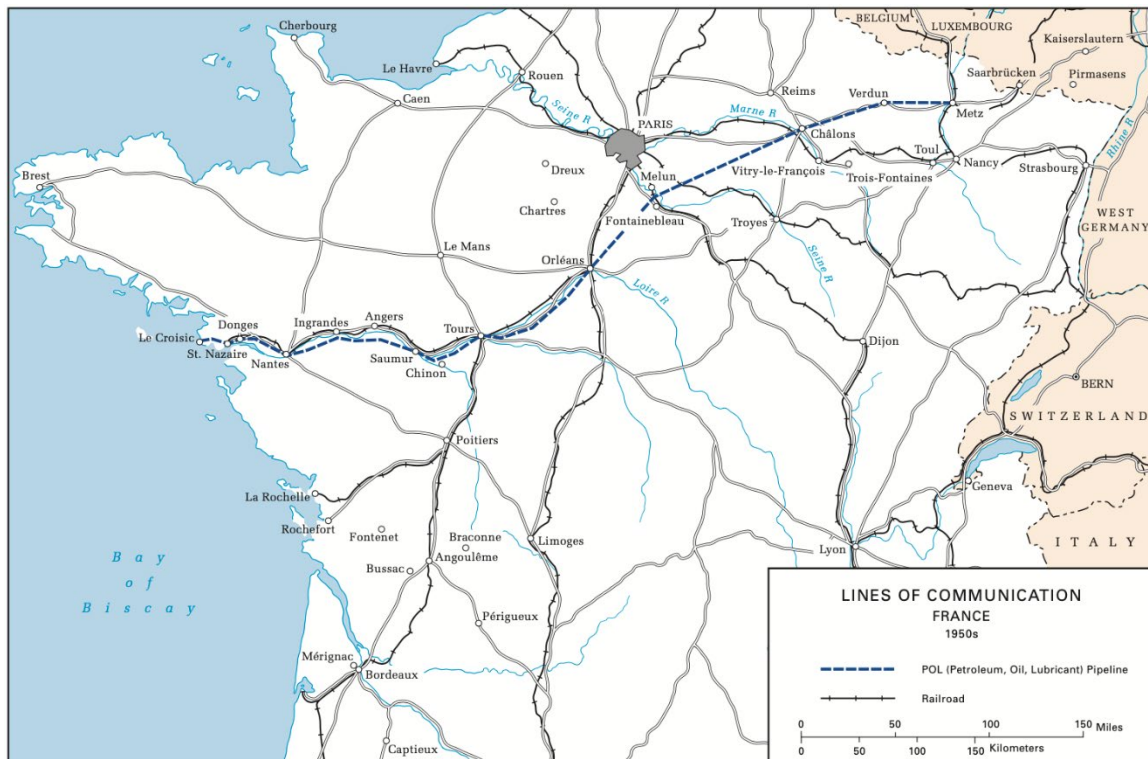 Cherbourg
BELGIUM
LUXEMBOURG
Kaiserslautern
Le Havre
Rouen
Saarbrücken
Pirmasens
Reims
Verdun
Caen
Seine R
Metz
Marne R
PARIS
Châlons
Rhine R
Toul
Nancy
Dreux
Vitry-le-François
Strasbourg
Brest
Melun
Trois-Fontaines
Chartres
Fontainebleau
WEST
GERMANY
Troyes
Le Mans
Seine R
Orléans
Loire R
Angers
Ingrandes
Donges
Tours
Le Croisic
St. Nazaire
Dijon
Saumur
Nantes
Chinon
BERN
SWITZERLAND
Poitiers
Geneva
La Rochelle
Rochefort
Fontenet
Braconne
Limoges
Lyon
ITALY
Angoulême
Bay
of
Biscay
Bussac
Périgueux
Mérignac
Bordeaux
Captieux
LINES OF COMMUNICATION
FRANCE
1950s
POL (Petroleum, Oil, Lubricant) Pipeline
Railroad
0 50 100 150 Miles
0 50 100 150 Kilometers